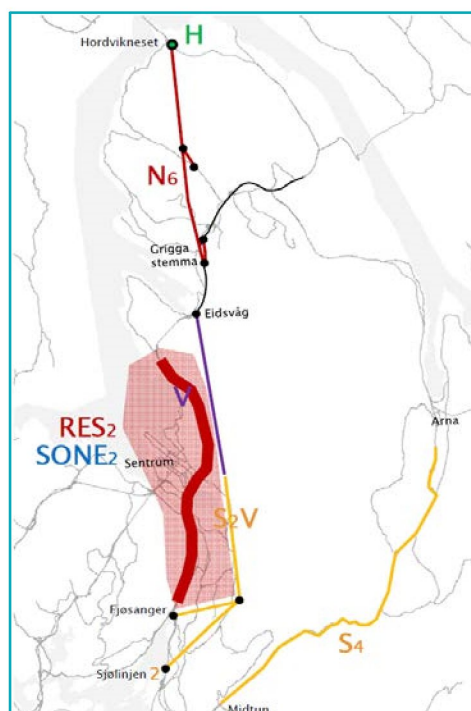 Hordvikneset
H
N6
Grigga
stemma
Eidsvåg
V
RES2
SONE2
Sentrum
Arna
S2V
Fjøsanger
S4
Sjølinjen 2
Midtun